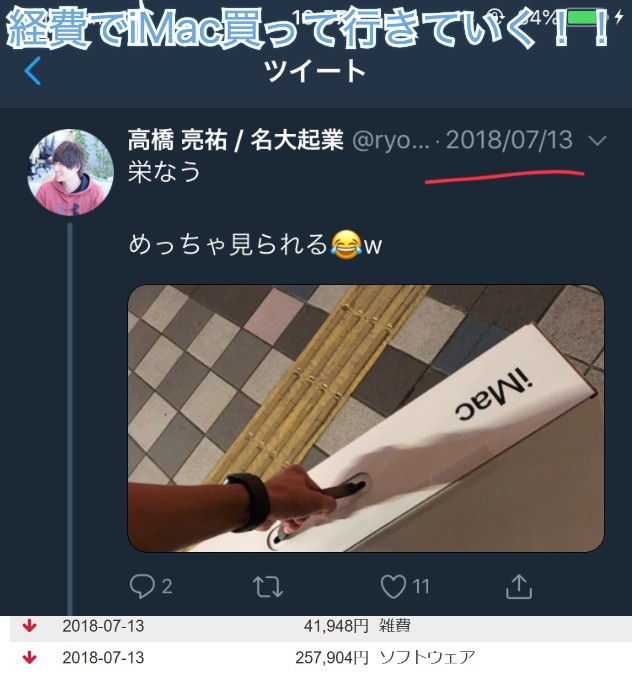 経費でiMac買って行きていく！！
ツイート
高橋 亮祐 / 名大起業 @ryo... · 2018/07/13
栄なう
めっちゃ見られる😂w
iMac
2 11
2018-07-13 41,948円 雑費
2018-07-13 257,904円 ソフトウェア